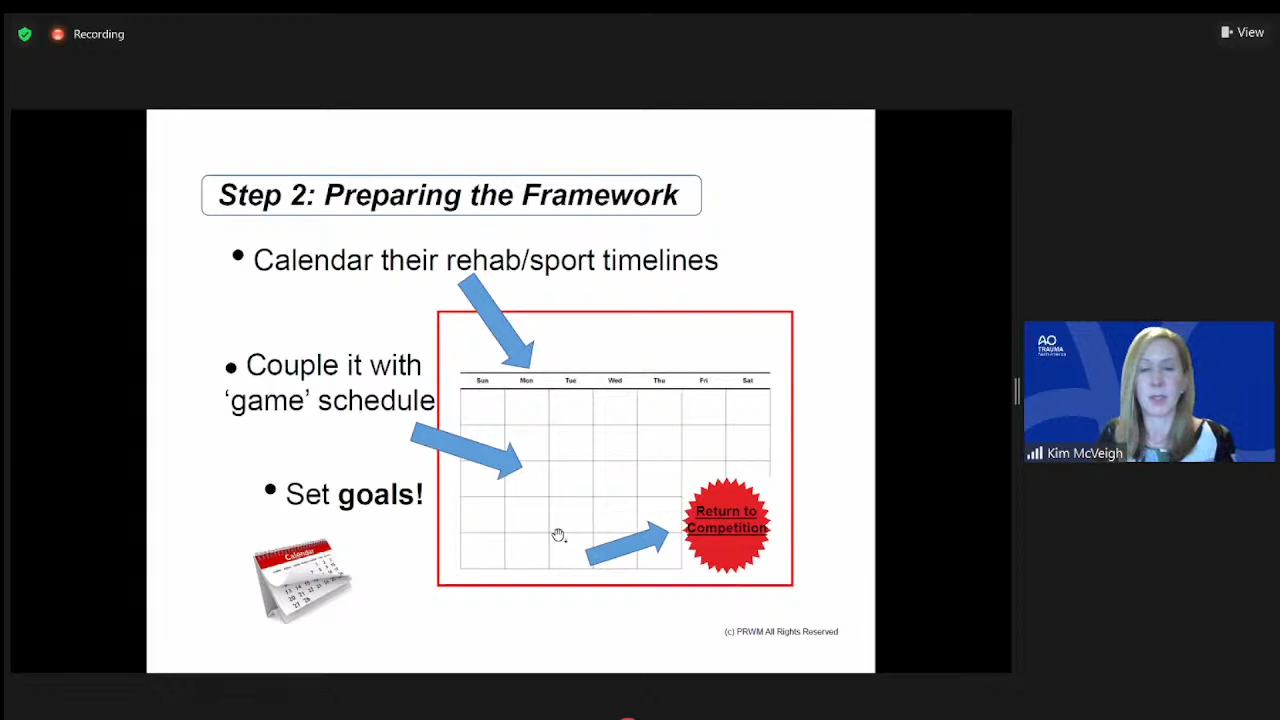 Recording
View
Step 2: Preparing the Framework
• Calendar their rehab/sport timelines
• Couple it with
‘game’ schedule
• Set goals!
Sun Mon Tue Wed Thu Fri Sat
Return to
Competition
Calendar
(c) PRWM All Rights Reserved
AO
TRAUMA
North America
Kim McVeigh